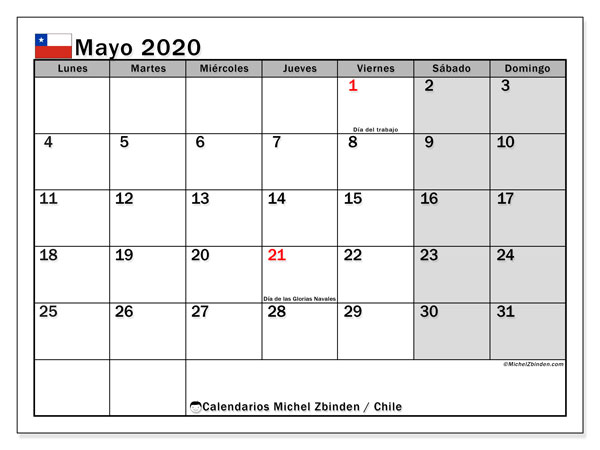 Mayo 2020
Lunes Martes Miércoles Jueves Viernes Sábado Domingo
1 2 3
Día del trabajo
4 5 6 7 8 9 10
11 12 13 14 15 16 17
18 19 20 21 22 23 24
Día de las Glorias Navales
25 26 27 28 29 30 31
©MichelZbinden.com
Calendarios Michel Zbinden / Chile